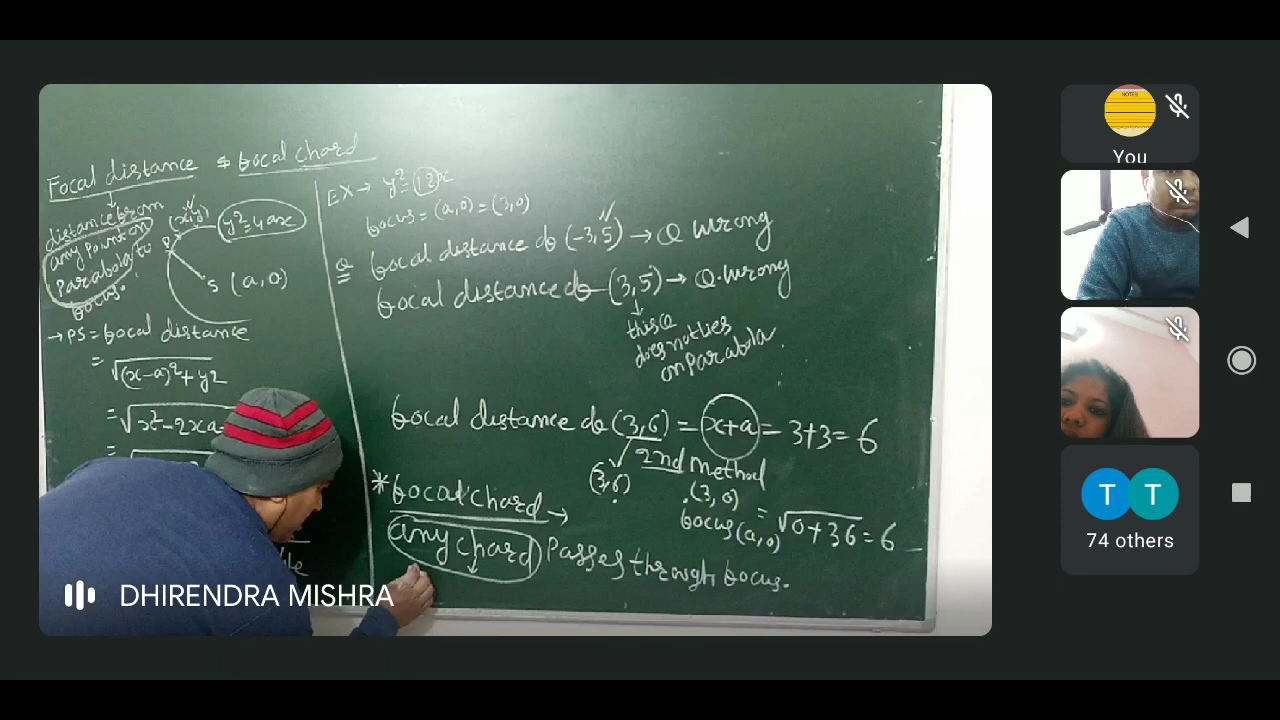 Focal distance & focal chord
distance from
any point on
parabola to
focus.
(x,y)
P
y²=4ax
S (a,0)
→ PS = focal distance
= √(x-a)²+y2
= √x²-2xa
=
EX → y²=12x
focus = (a,0) = (3,0)
Q focal distance of (-3,5) → Q wrong
focal distance of (3,5) → Q.wrong
this Q
does not lies
on Parabola.
focal distance of (3,6) = x+a = 3+3= 6
(3,6)
2nd Method
(3,0)
focus (a,0) = √0+36 = 6
* focal chord →
any chord Passes through focus.
DHIRENDRA MISHRA
NOTES
You
T T
74 others